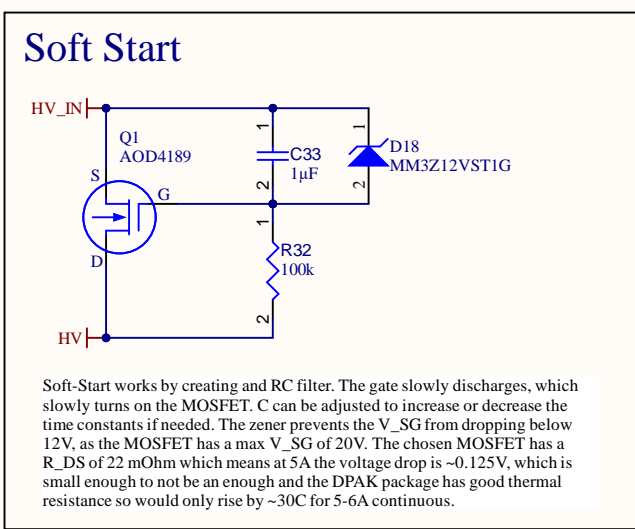 Soft Start
HV_IN
Q1
AOD4189
S
G
D
1
C33
1µF
2
1
D18
MM3Z12VST1G
2
1
R32
100k
2
HV
Soft-Start works by creating and RC filter. The gate slowly discharges, which
slowly turns on the MOSFET. C can be adjusted to increase or decrease the
time constants if needed. The zener prevents the V_SG from dropping below
12V, as the MOSFET has a max V_SG of 20V. The chosen MOSFET has a
R_DS of 22 mOhm which means at 5A the voltage drop is ~0.125V, which is
small enough to not be an enough and the DPAK package has good thermal
resistance so would only rise by ~30C for 5-6A continuous.